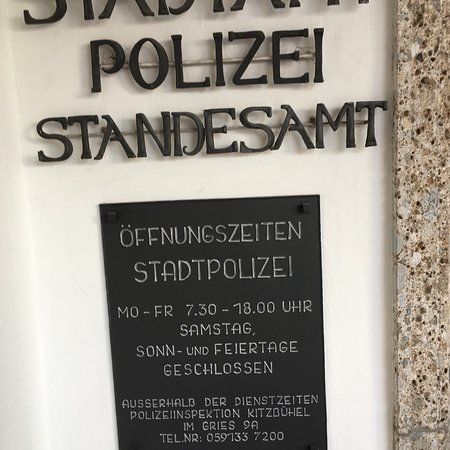 STADTAMT
POLIZEI
STANDESAMT
ÖFFNUNGSZEITEN
STADTPOLIZEI
MO-FR 7.30-18.00 UHR
SAMSTAG,
SONN- UND FEIERTAGE
GESCHLOSSEN
AUSSERHALB DER DIENSTZEITEN
POLIZEIINSPEKTION KITZBÜHEL
IM GRIES 9A
TEL.NR: 059133 7200